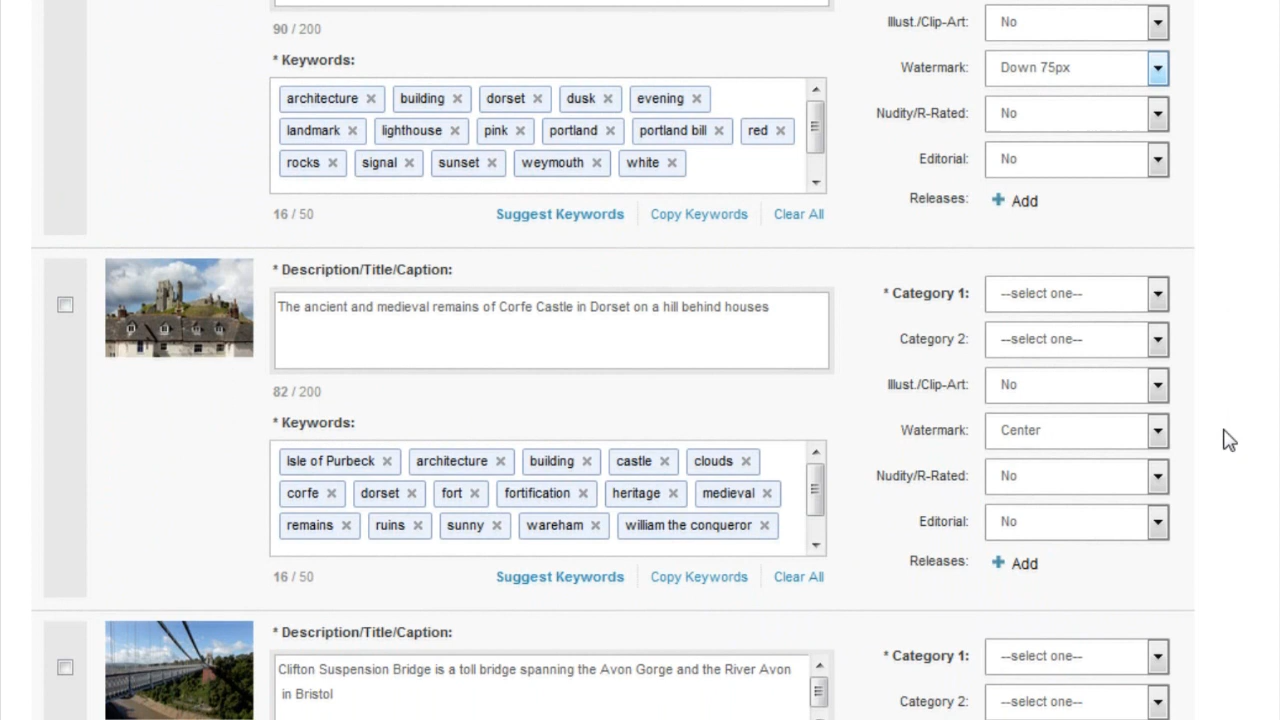 90 / 200
Illust./Clip-Art: No
* Keywords:
Watermark: Down 75px
architecture × building × dorset × dusk × evening ×
Nudity/R-Rated: No
landmark × lighthouse × pink × portland × portland bill × red ×
rocks × signal × sunset × weymouth × white ×
Editorial: No
Releases: + Add
16 / 50 Suggest Keywords Copy Keywords Clear All
* Description/Title/Caption:
The ancient and medieval remains of Corfe Castle in Dorset on a hill behind houses
* Category 1: --select one--
Category 2: --select one--
82 / 200
Illust./Clip-Art: No
* Keywords:
Watermark: Center
Isle of Purbeck × architecture × building × castle × clouds ×
corfe × dorset × fort × fortification × heritage × medieval ×
Nudity/R-Rated: No
remains × ruins × sunny × wareham × william the conqueror ×
Editorial: No
Releases: + Add
16 / 50 Suggest Keywords Copy Keywords Clear All
* Description/Title/Caption:
Clifton Suspension Bridge is a toll bridge spanning the Avon Gorge and the River Avon
in Bristol
* Category 1: --select one--
Category 2: --select one--